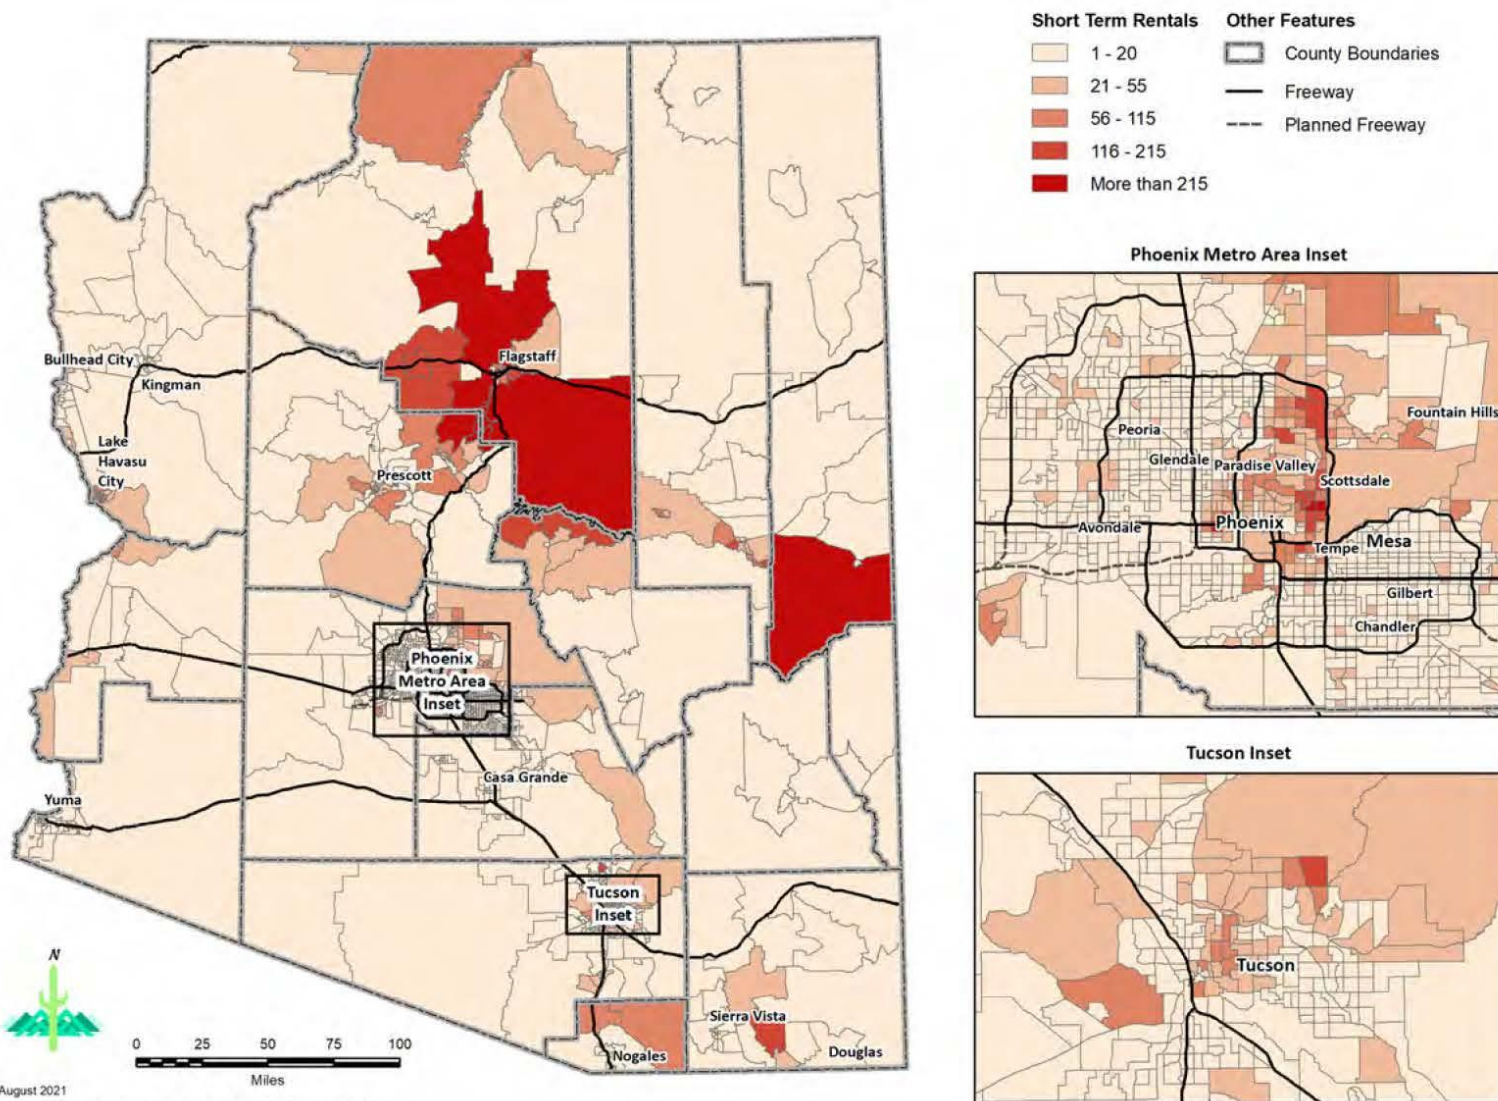 Short Term Rentals
1 - 20
21 - 55
56 - 115
116 - 215
More than 215
Other Features
County Boundaries
Freeway
Planned Freeway
Bullhead City
Kingman
Flagstaff
Lake
Havasu
City
Prescott
Phoenix
Metro Area
Inset
Casa Grande
Yuma
Tucson
Inset
Sierra Vista
Nogales
Douglas
N
0 25 50 75 100
Miles
August 2021
Phoenix Metro Area Inset
Fountain Hills
Peoria
Glendale
Paradise Valley
Scottsdale
Phoenix
Avondale
Tempe
Mesa
Gilbert
Chandler
Tucson Inset
Tucson